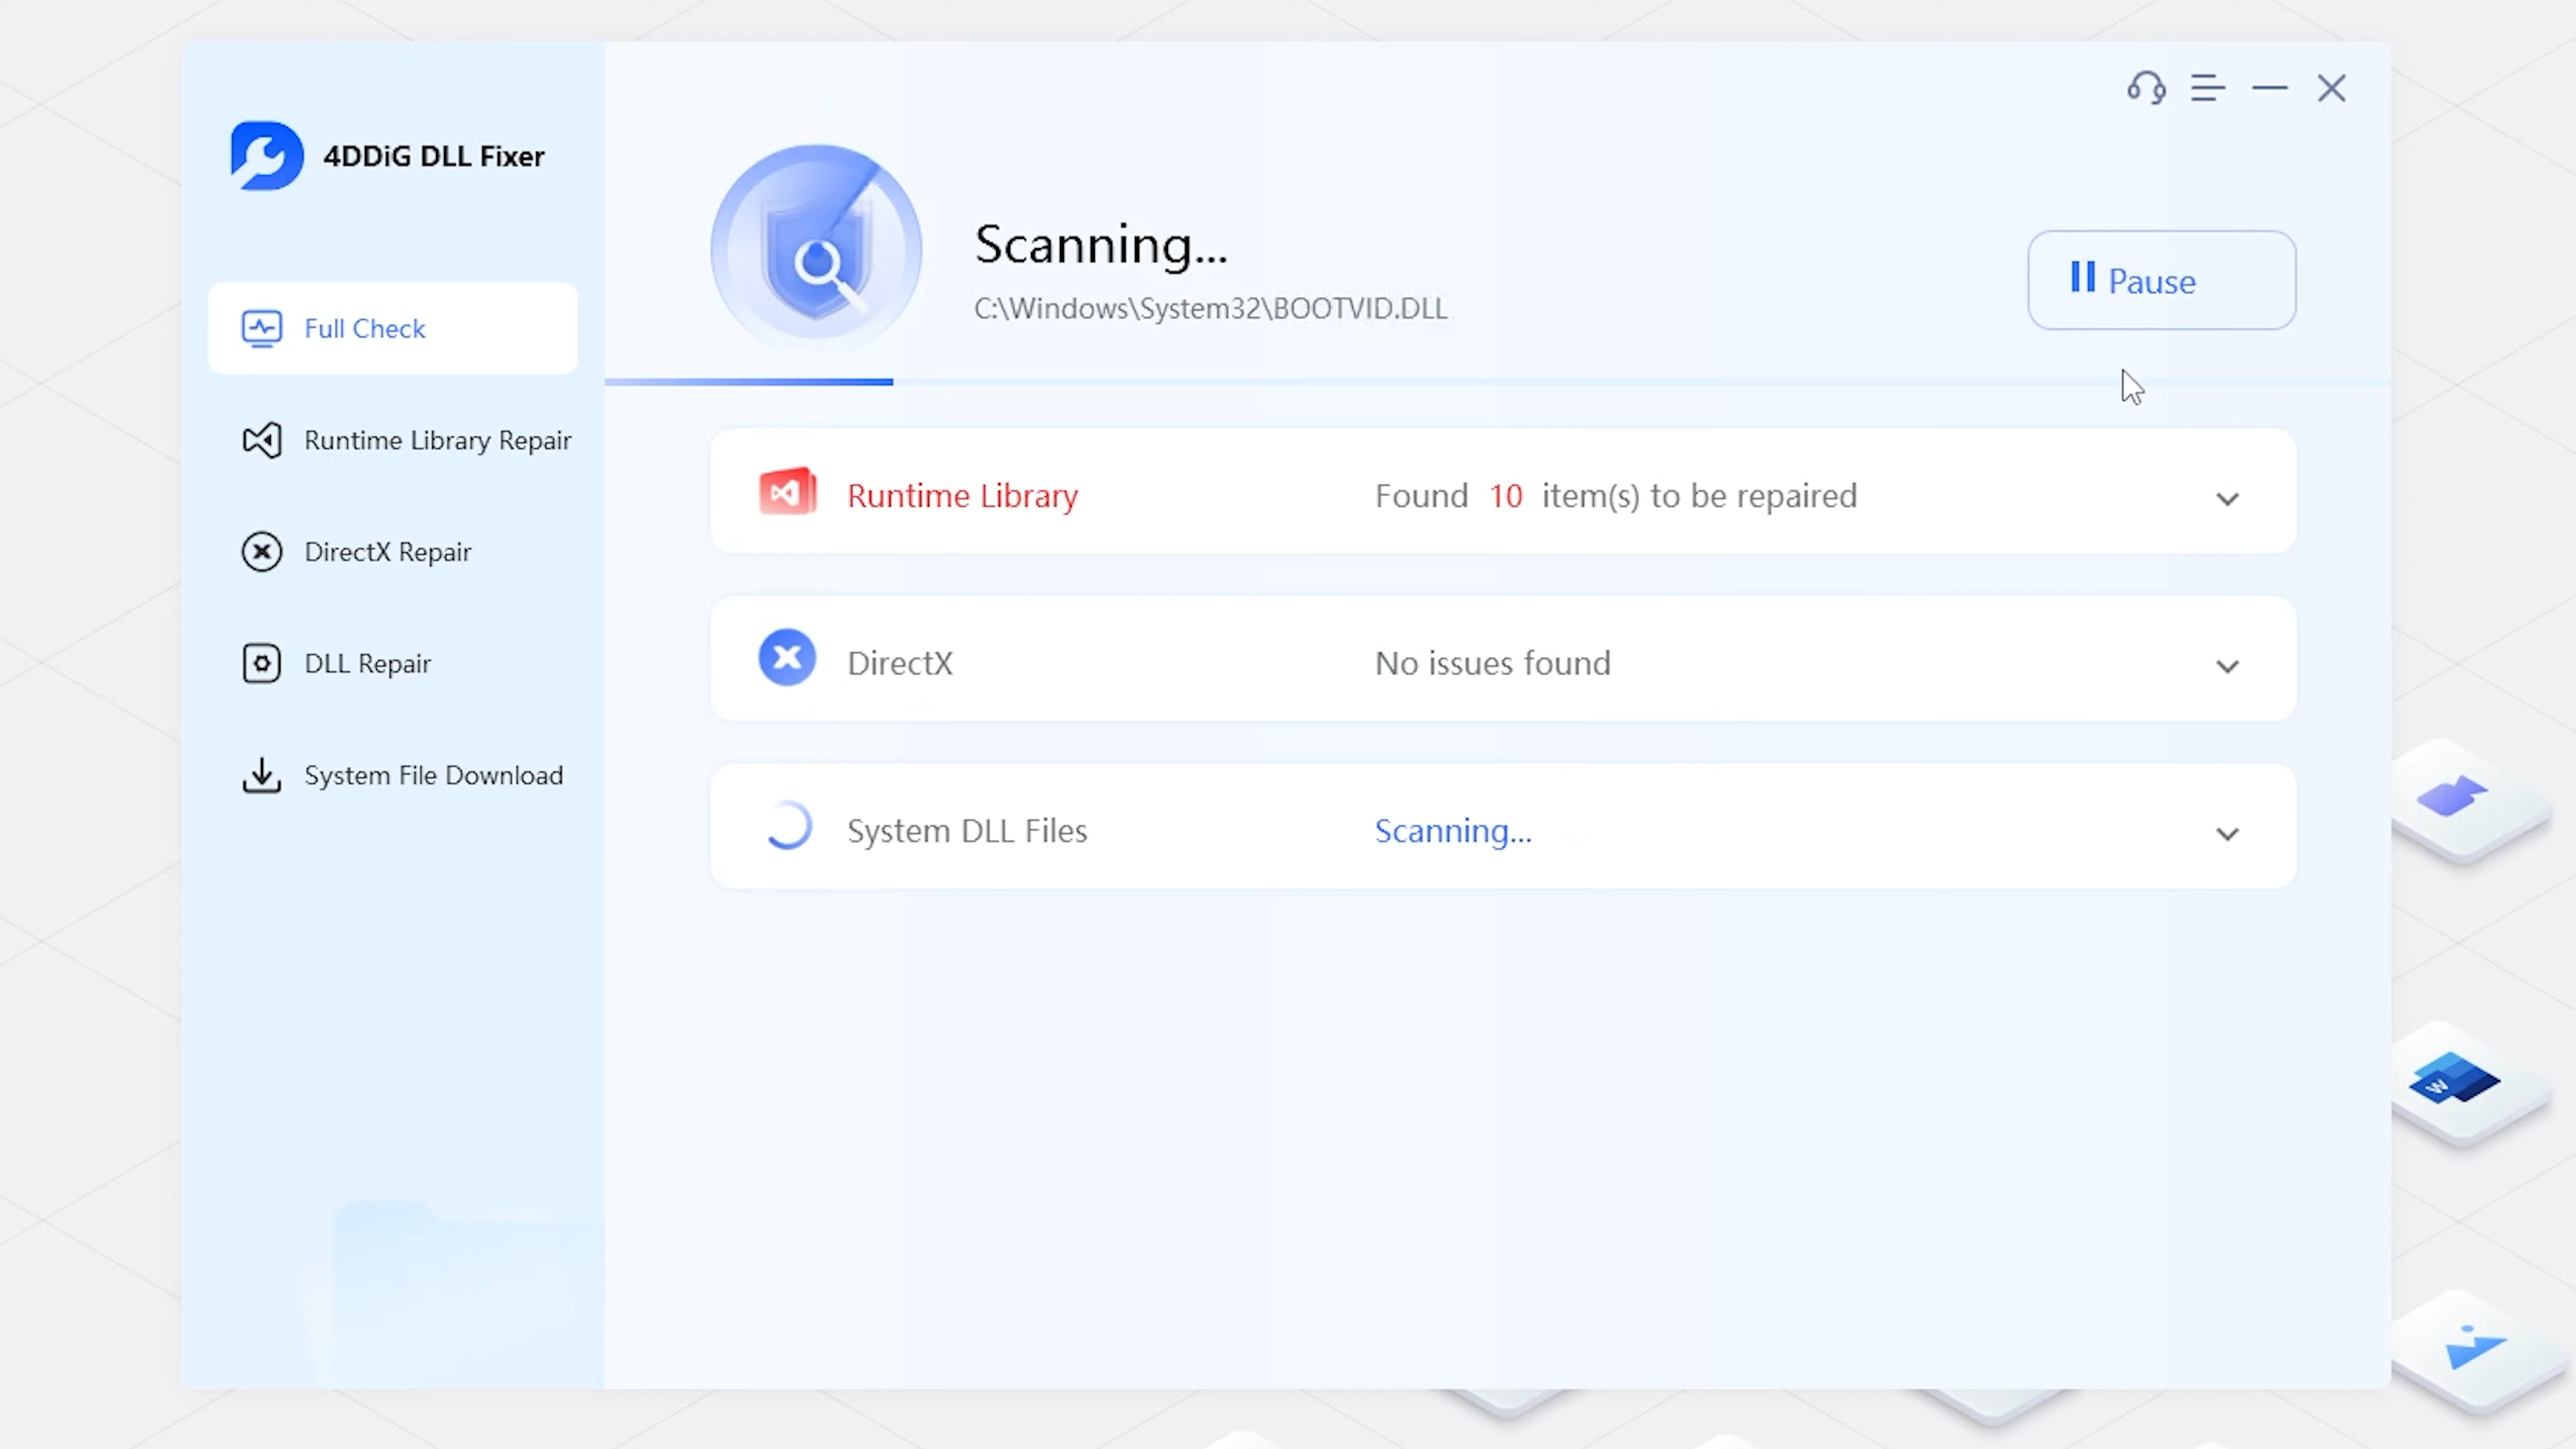 4DDiG DLL Fixer
Full Check
Runtime Library Repair
DirectX Repair
DLL Repair
System File Download
Scanning...
C:\Windows\System32\BOOTVID.DLL
Pause
Runtime Library Found 10 item(s) to be repaired
DirectX No issues found
System DLL Files Scanning...
W